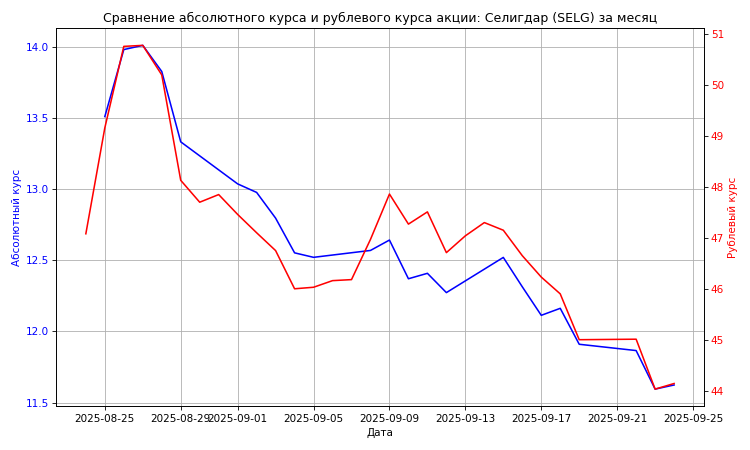 Сравнение абсолютного курса и рублевого курса акции: Селигдар (SELG) за месяц
14.0
13.5
13.0
12.5
12.0
11.5
Абсолютный курс
51
50
49
48
47
46
45
44
Рублевый курс
2025-08-25 2025-08-29 2025-09-01 2025-09-05 2025-09-09 2025-09-13 2025-09-17 2025-09-21 2025-09-25
Дата